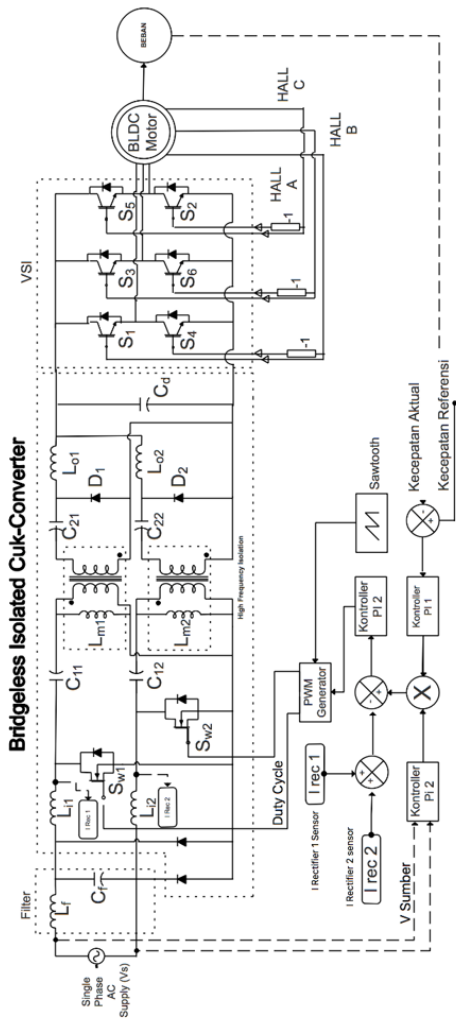 Bridgeless Isolated Cuk-Converter
Filter
VSI
Single
Phase
AC
Supply (Vs)
Lf
Cf
Li1
Li2
I Rec 1
I Rec 2
Sw1
Sw2
C11
C12
Lm1
Lm2
High Frequency Isolation
C21
C22
D1
D2
Lo1
Lo2
Cd
S1
S3
S5
S4
S6
S2
BLDC
Motor
BEBAN
-1
-1
-1
HALL
A
HALL
B
HALL
C
Duty Cycle
PWM
Generator
Sawtooth
I Rectifier 1 Sensor
I rec 1
I Rectifier 2 sensor
I rec 2
+
+
+
-
Kontroller
PI 2
V Sumber
Kontroller
PI 2
X
Kontroller
PI 1
+
-
Kecepatan Aktual
Kecepatan Referensi